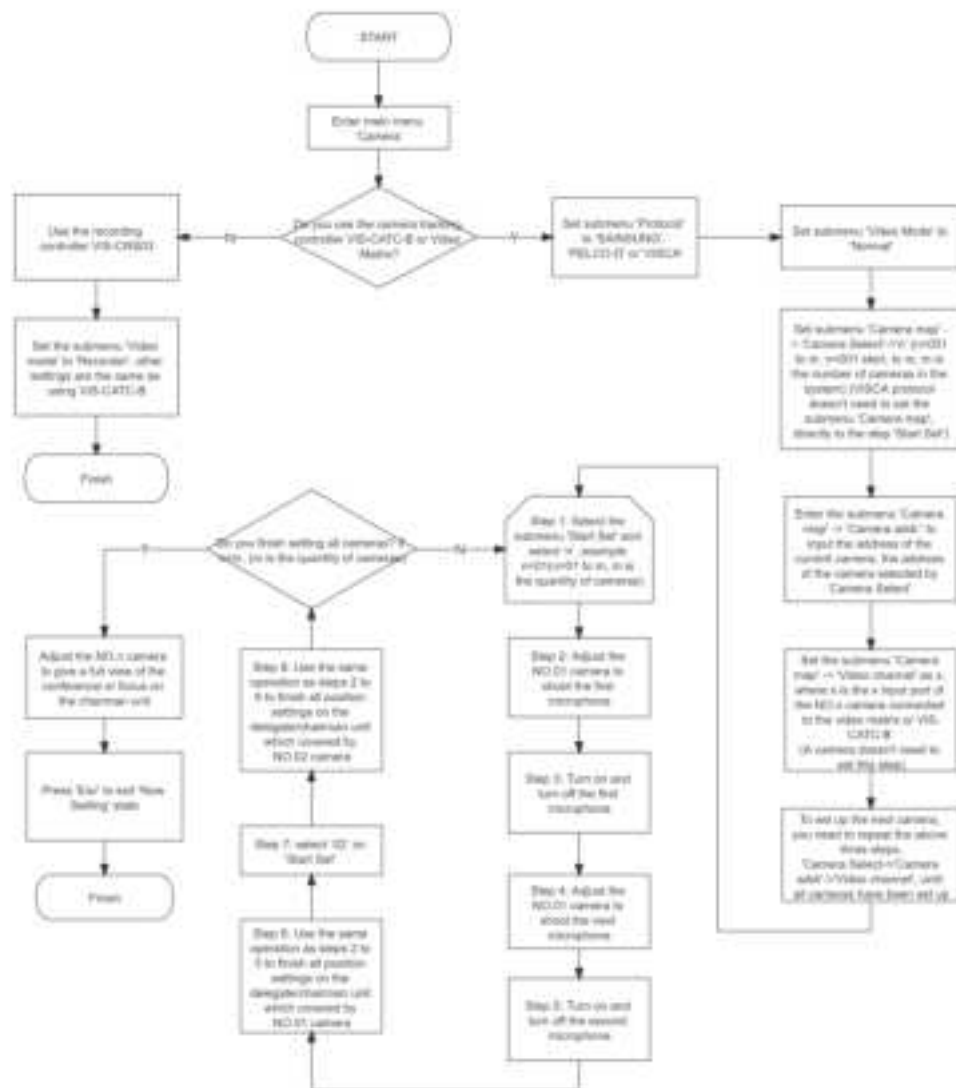 START
Enter main menu
'Camera'
Do you use the camera tracking
controller VIS-CATC-B or Video
Matrix?
N
Y
Use the recording
controller
Set submenu 'Protocol'
to
'PELCO-D' or 'VISCA'
Set submenu 'Video Mode' to
'Normal'
Set the submenu 'Video
mode' to 'Recorder', other
settings are the same as
using VIS-CATC-B
Finish
Set submenu 'Camera map' -
> 'Camera Select'
to m,
is the number of cameras in the
system) (VISCA protocol
doesn't need to set the
submenu 'Camera map',
directly to the step 'Start Set')
Enter the submenu 'Camera
map' -> 'Camera addr.' to
input the address of the
current camera, the address
of the camera selected by
'Camera Select'
Set the submenu 'Camera
map' -> 'Video channel' as x,
where x is the x input port of
the NO.x camera connected
to the video matrix or VIS-
CATC-B
(A camera doesn't need to
set this step)
To set up the next camera,
you need to repeat the above
three steps,
'Camera Select->'Camera
addr'->'Video channel', until
all cameras have been set up
Step 1: Select the
submenu 'Start Set' and
select
to m, m is
the quantity of cameras)
Step 2: Adjust the
NO.01 camera to
shoot the first
microphone
Step 3: Turn on and
turn off the first
microphone
Step 4: Adjust the
NO.01 camera to
shoot the next
microphone
Step 5: Turn on and
turn off the second
microphone
Step 6: Use the same
operation as steps 2 to
5 to finish all position
settings on the
delegate/chairman unit
which covered by
NO.01 camera
Step 7: select '02' on
'Start Set'
Step 8: Use the same
operation as steps 2 to
5 to finish all position
settings on the
delegate/chairman unit
which covered by
NO.02 camera
Do you finish setting all cameras?
(m is the quantity of cameras)
N
Y
Adjust the NO.x camera
to give a full view of the
conference or focus on
the chairman unit
Press 'Esc' to exit 'Now
Setting' state
Finish